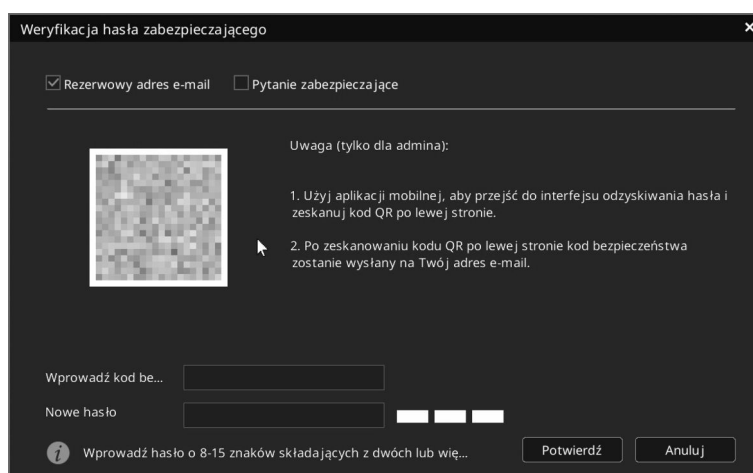 Weryfikacja hasła zabezpieczającego
Rezerwowy adres e-mail
Pytanie zabezpieczające
Uwaga (tylko dla admina):
1. Użyj aplikacji mobilnej, aby przejść do interfejsu odzyskiwania hasła i
zeskanuj kod QR po lewej stronie.
2. Po zeskanowaniu kodu QR po lewej stronie kod bezpieczeństwa
zostanie wysłany na Twój adres e-mail.
Wprowadź kod be...
Nowe hasło
Wprowadź hasło o 8-15 znaków składających z dwóch lub wię...
Potwierdź
Anuluj